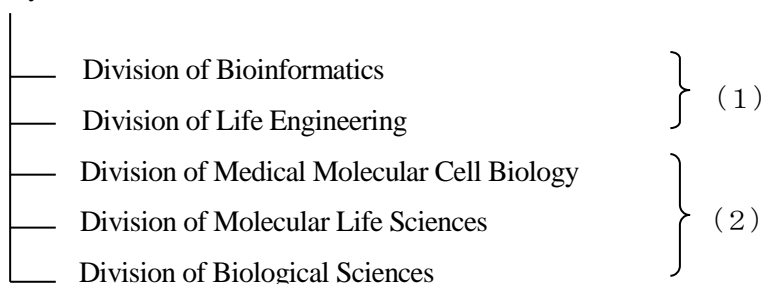 Division of Bioinformatics
(1)
Division of Life Engineering
Division of Medical Molecular Cell Biology
Division of Molecular Life Sciences
(2)
Division of Biological Sciences